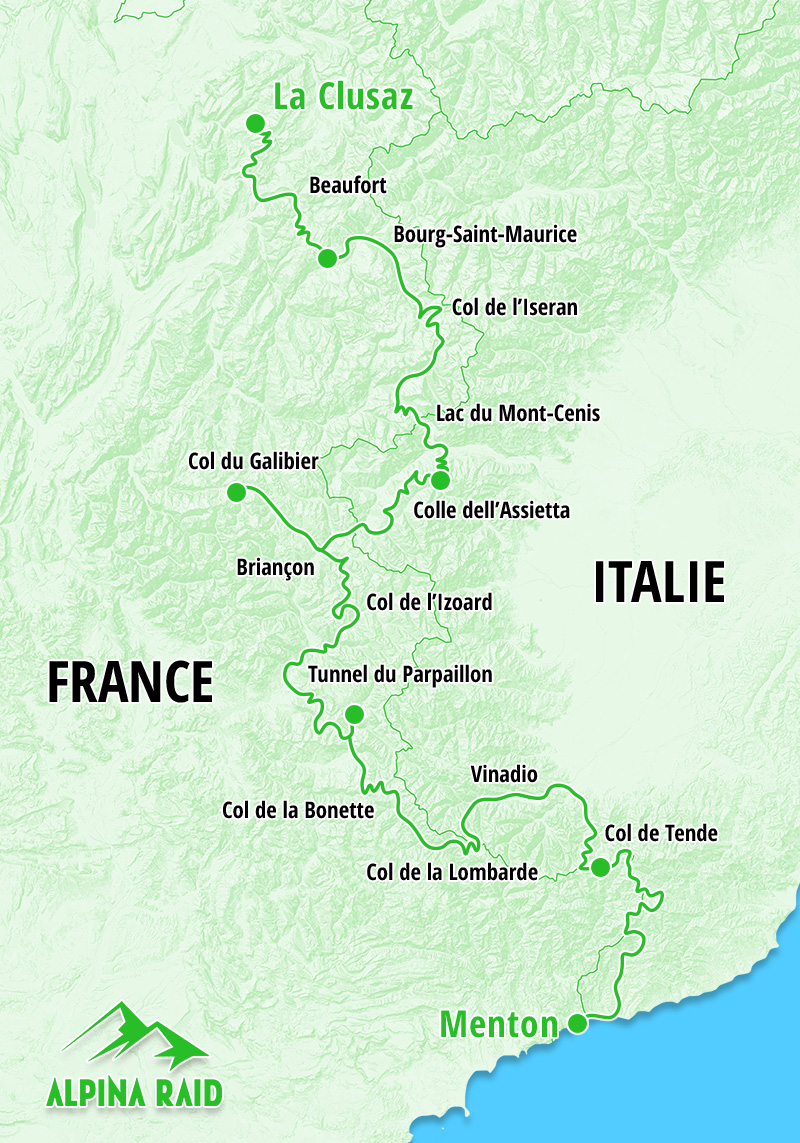 La Clusaz
Beaufort
Bourg-Saint-Maurice
Col de l’Iseran
Lac du Mont-Cenis
Col du Galibier
Colle dell’Assietta
Briançon
ITALIE
Col de l’Izoard
FRANCE
Tunnel du Parpaillon
Vinadio
Col de la Bonette
Col de Tende
Col de la Lombarde
Menton
ALPINA RAID